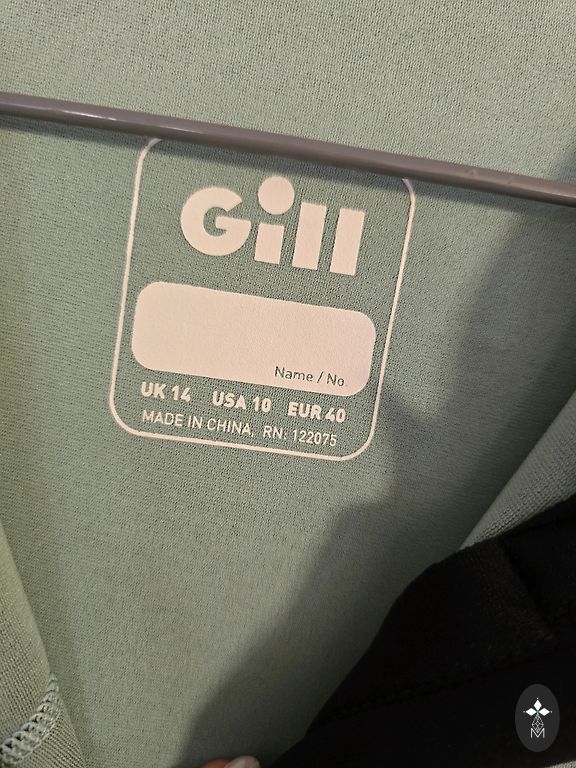 Gill
Name / No.
UK 14 USA 10 EUR 40
MADE IN CHINA, RN: 122075
M